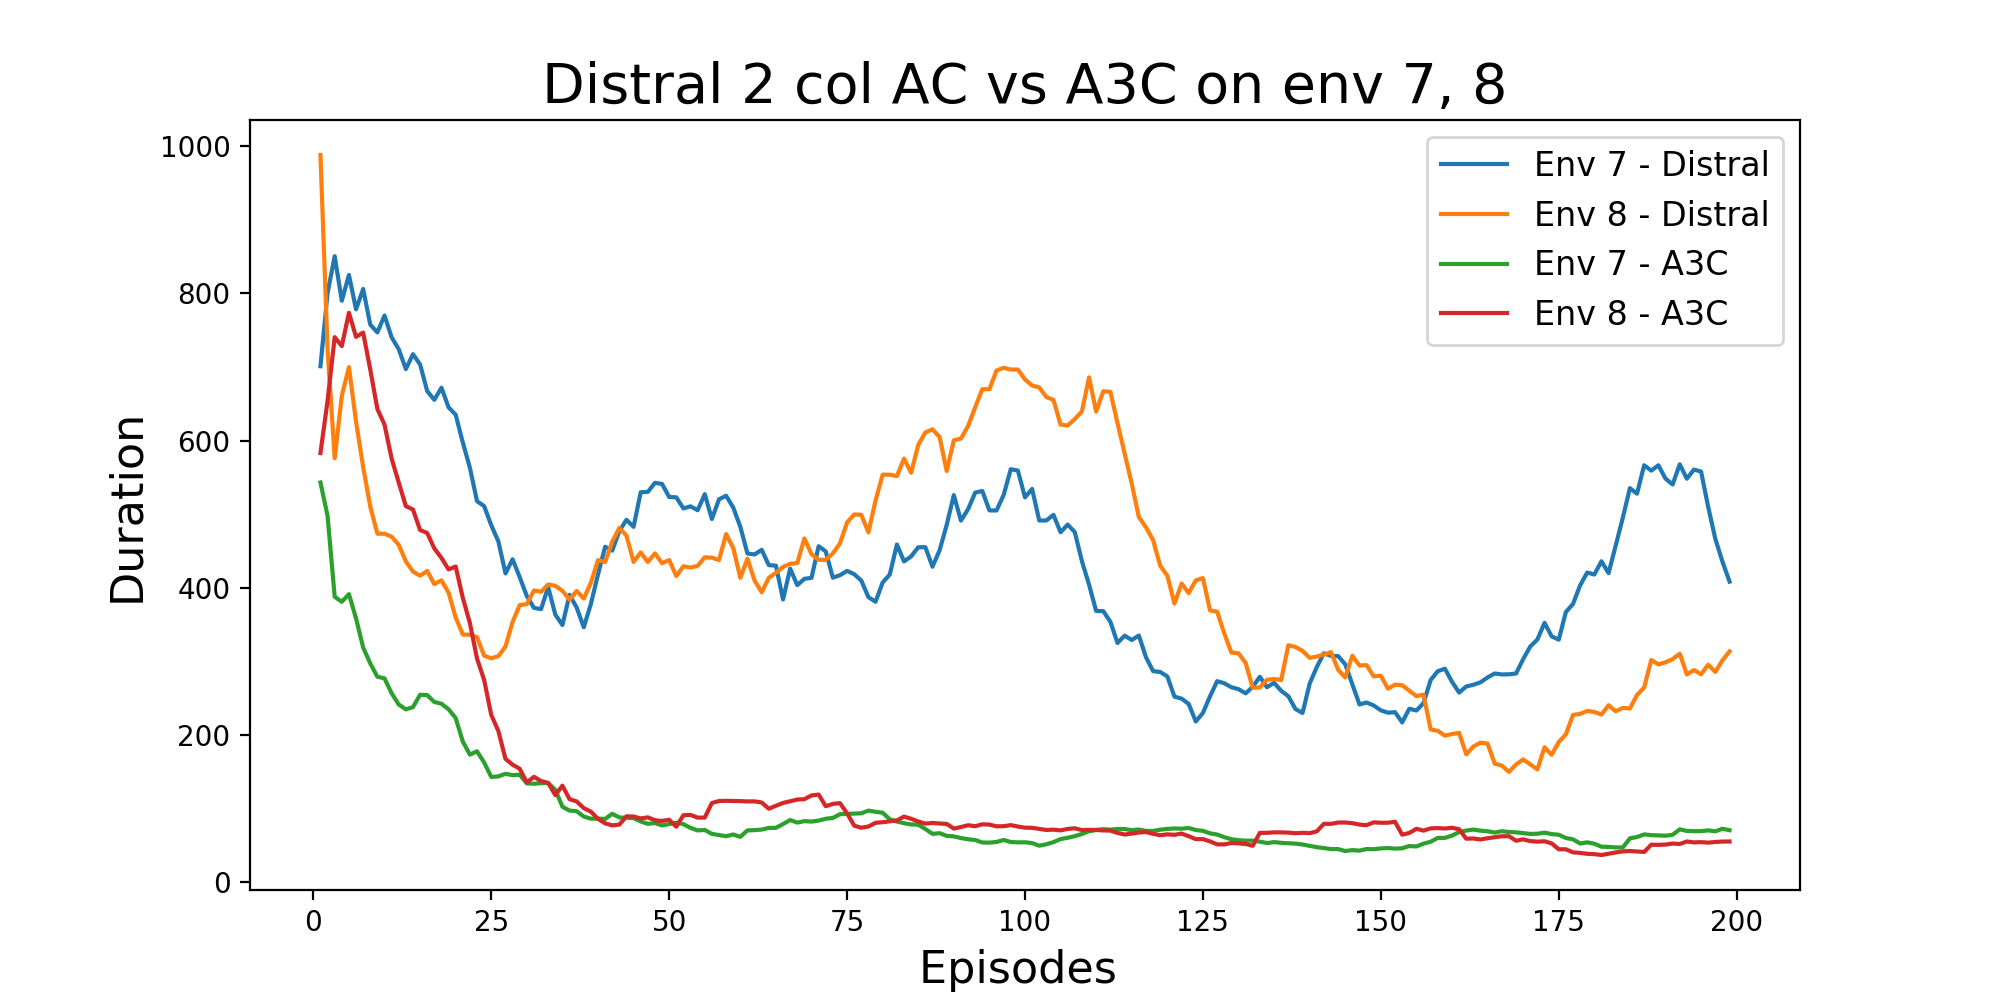 Distral 2 col AC vs A3C on env 7, 8
1000
800
600
400
200
0
Duration
Env 7 - Distral
Env 8 - Distral
Env 7 - A3C
Env 8 - A3C
0 25 50 75 100 125 150 175 200
Episodes